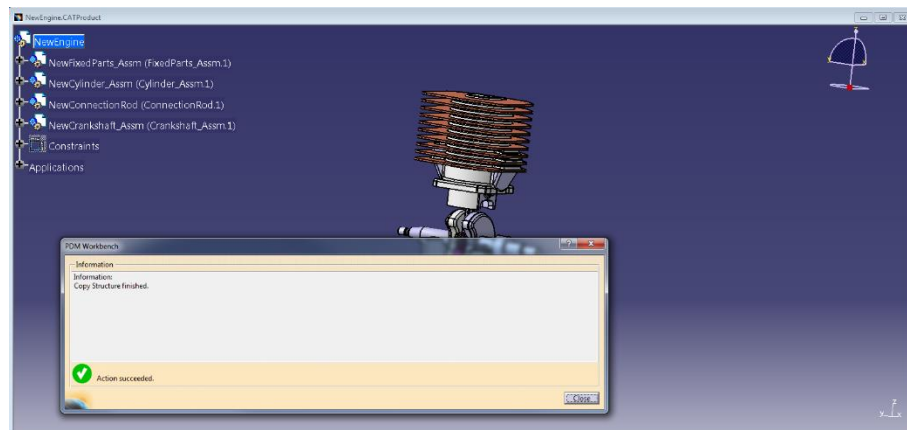 NewEngine.CATProduct
NewEngine
NewFixedParts_Assm (FixedParts_Assm.1)
NewCylinder_Assm (Cylinder_Assm.1)
NewConnectionRod (ConnectionRod.1)
NewCrankshaft_Assm (Crankshaft_Assm.1)
Constraints
Applications
PDM Workbench
Information
Information:
Copy Structure finished.
Action succeeded.
Close
z
y x